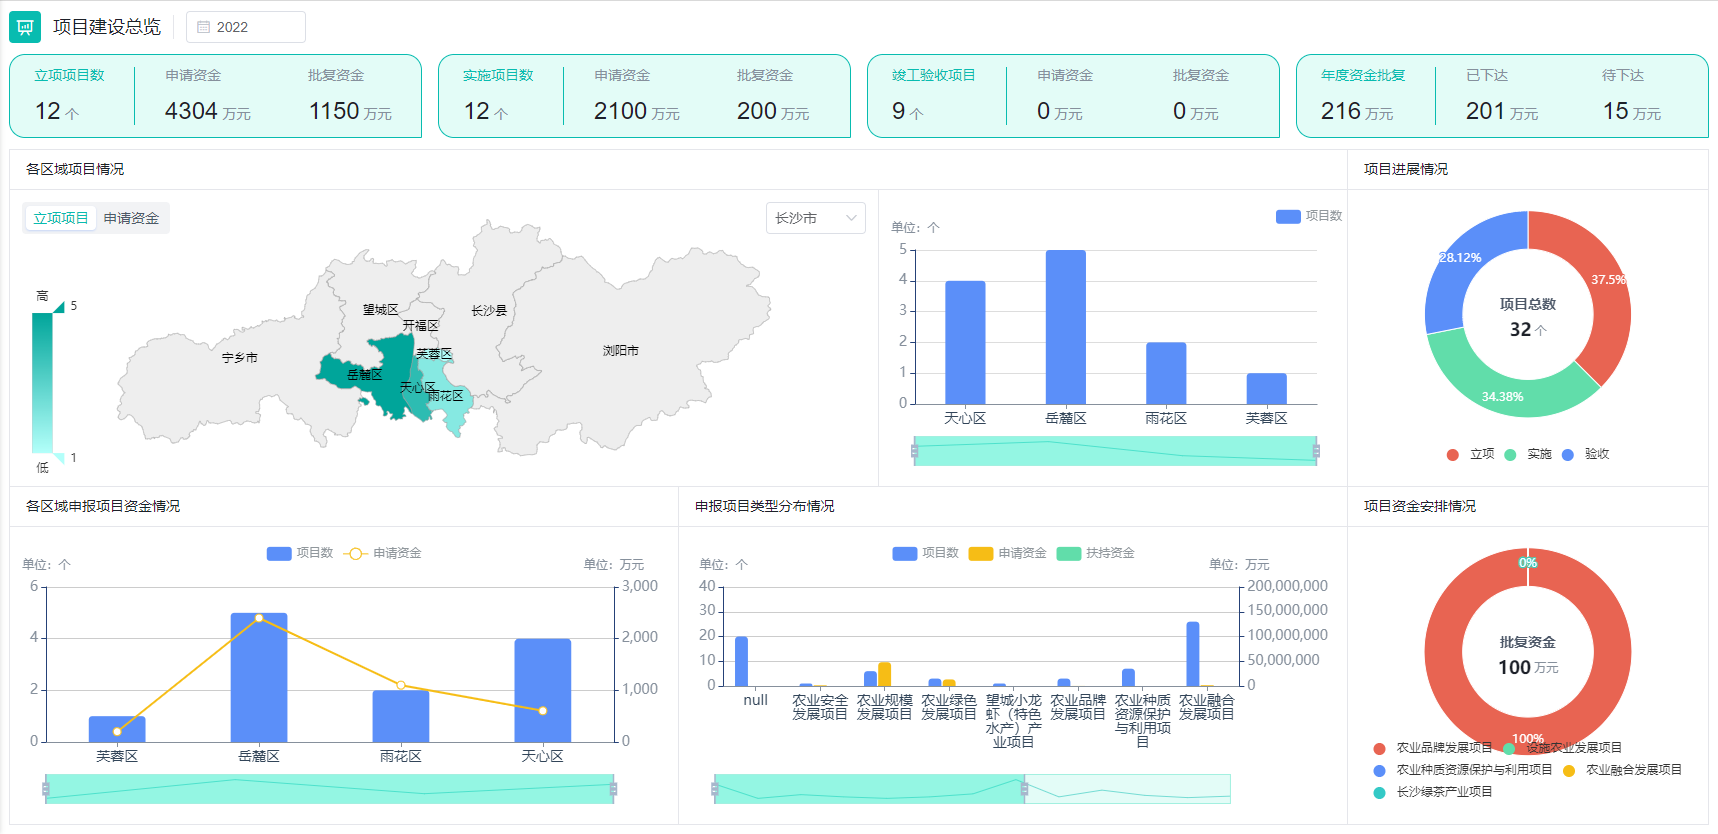 项目建设总览
2022
立项项目数 申请资金 批复资金
12 个 4304 万元 1150 万元
实施项目数 申请资金 批复资金
12 个 2100 万元 200 万元
竣工验收项目 申请资金 批复资金
9 个 0 万元 0 万元
年度资金批复 已下达 待下达
216 万元 201 万元 15 万元
各区域项目情况
立项项目 申请资金
长沙市
高
5
1
低
望城区
长沙县
开福区
宁乡市
芙蓉区
浏阳市
岳麓区
天心区
雨花区
项目数
单位：个
5
4
3
2
1
0
天心区 岳麓区 雨花区 芙蓉区
项目进展情况
28.12%
37.5%
项目总数
32 个
34.38%
立项 实施 验收
各区域申报项目资金情况
项目数 申请资金
单位：个 单位：万元
6 3,000
4 2,000
2 1,000
0 0
芙蓉区 岳麓区 雨花区 天心区
申报项目类型分布情况
项目数 申请资金 扶持资金
单位：个 单位：万元
40 200,000,000
30 150,000,000
20 100,000,000
10 50,000,000
0 0
null
农业安全
发展项目
农业规模
发展项目
农业绿色
发展项目
望城小龙
虾（特色
水产）产
业项目
农业品牌
发展项目
农业种质
资源保护
与利用项
目
农业融合
发展项目
项目资金安排情况
0%
批复资金
100 万元
100%
农业品牌发展项目 设施农业发展项目
农业种质资源保护与利用项目 农业融合发展项目
长沙绿茶产业项目